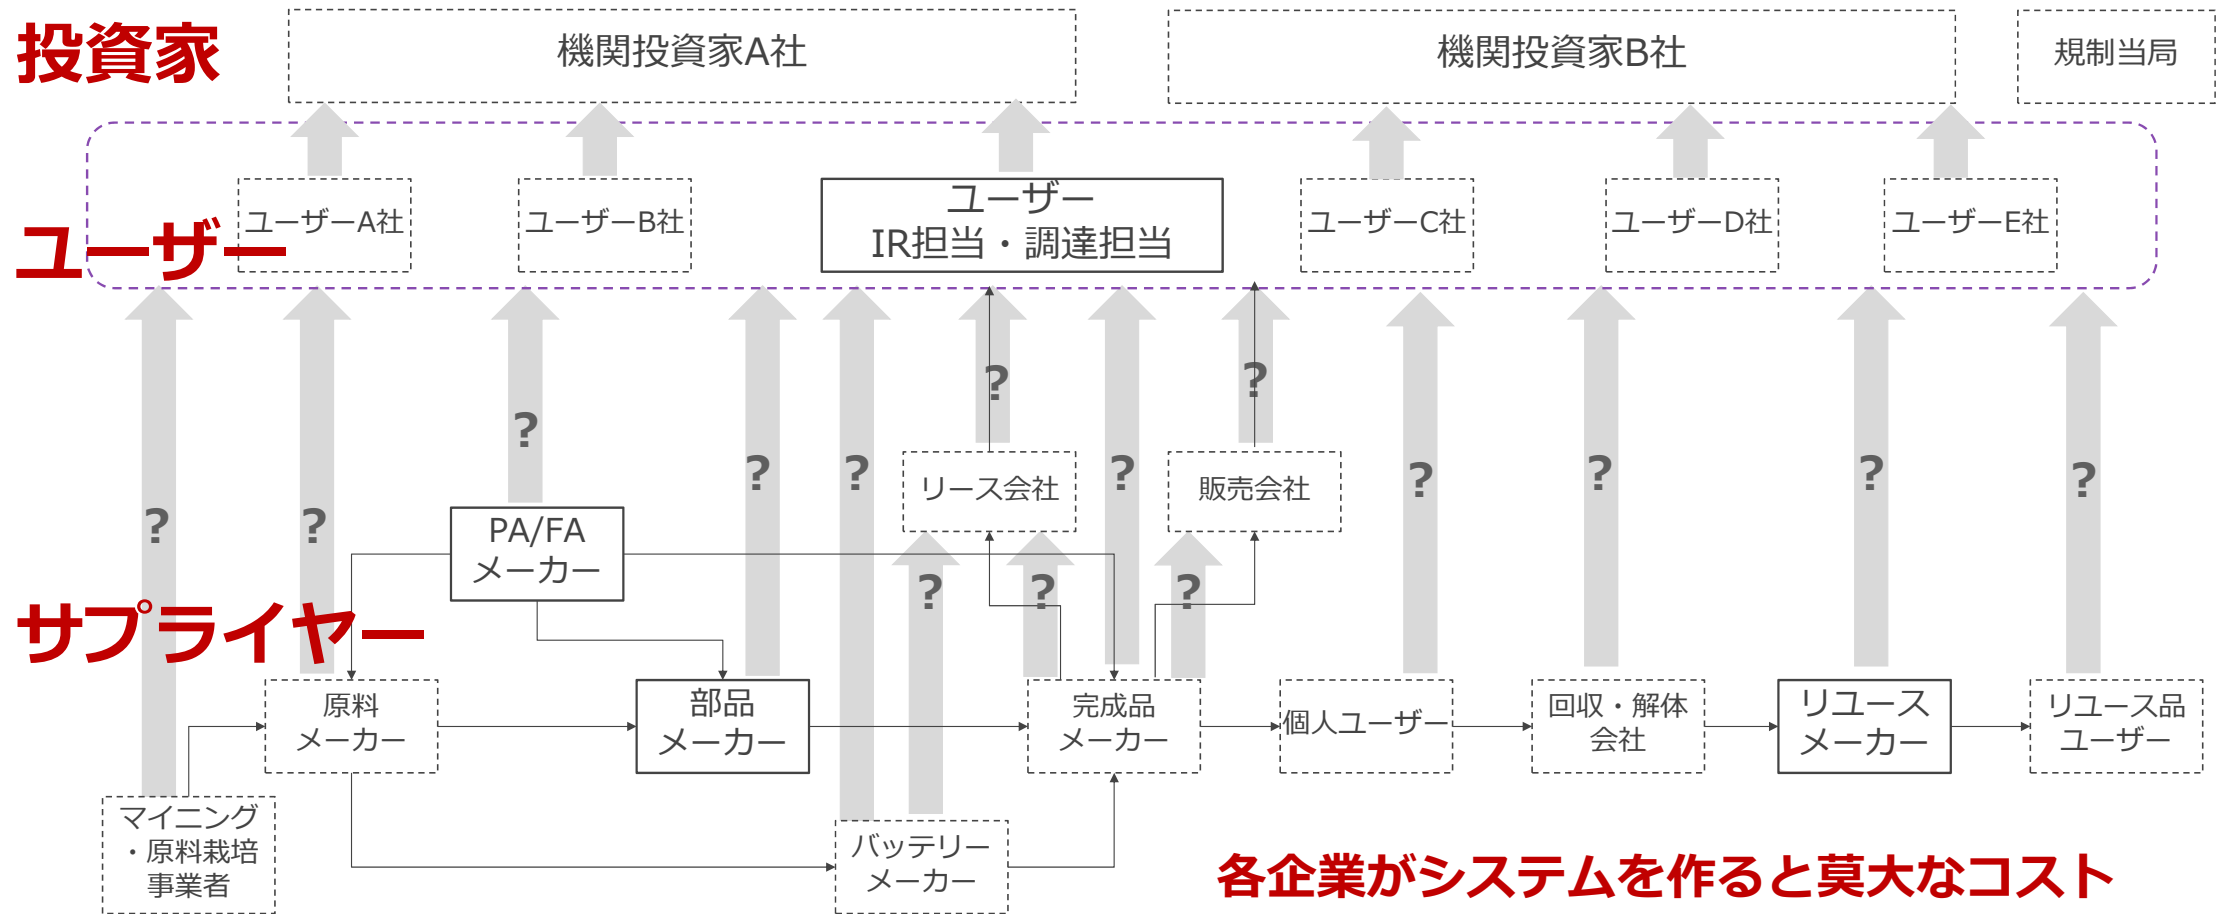 投資家
機関投資家A社
機関投資家B社
規制当局
ユーザー
ユーザーA社
ユーザーB社
ユーザー
IR担当・調達担当
ユーザーC社
ユーザーD社
ユーザーE社
?
?
?
?
?
?
?
?
?
?
?
?
?
リース会社
販売会社
PA/FA
メーカー
?
?
?
サプライヤー
原料
メーカー
部品
メーカー
完成品
メーカー
個人ユーザー
回収・解体
会社
リユース
メーカー
リユース品
ユーザー
マイニング
・原料栽培
事業者
バッテリー
メーカー
各企業がシステムを作ると莫大なコスト